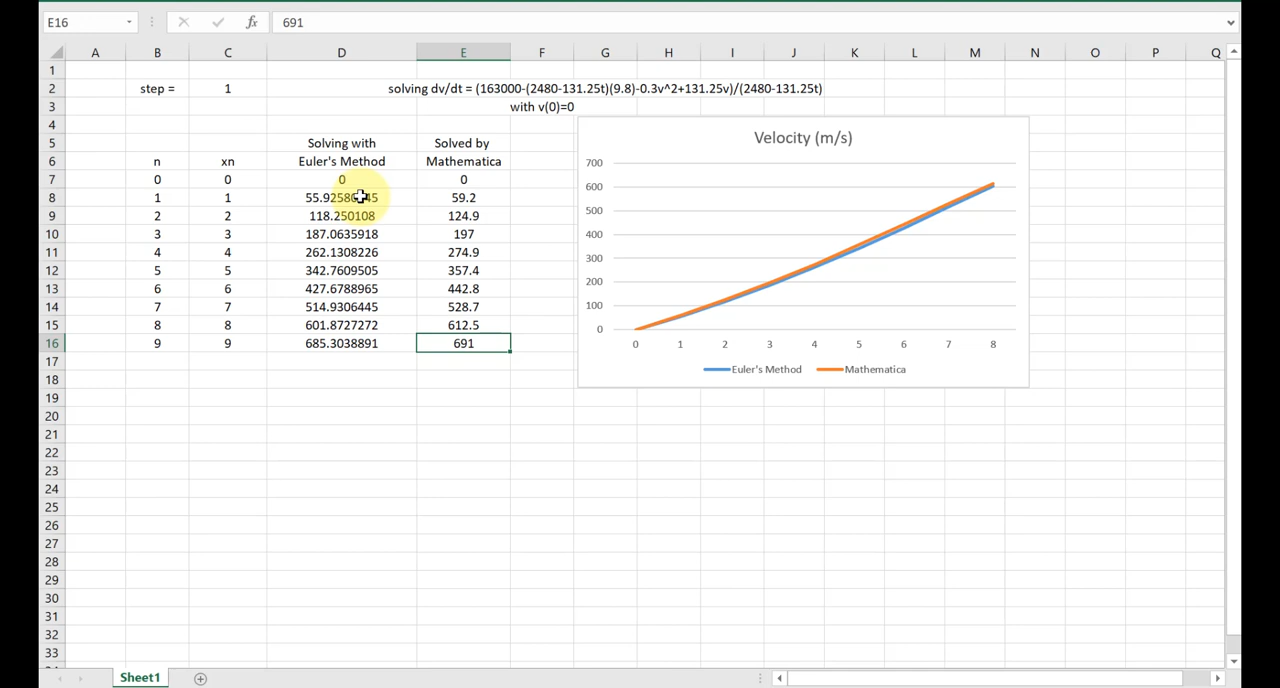 E16 fx 691
A B C D E F G H I J K L M N O P Q
1
2 step = 1 solving dv/dt = (163000-(2480-131.25t)(9.8)-0.3v^2+131.25v)/(2480-131.25t)
3 with v(0)=0
4
5 Solving with Solved by
6 n xn Euler's Method Mathematica
7 0 0 0 0
8 1 1 59.2
9 2 2 118.250108 124.9
10 3 3 187.0635918 197
11 4 4 262.1308226 274.9
12 5 5 342.7609505 357.4
13 6 6 427.6788965 442.8
14 7 7 514.9306445 528.7
15 8 8 601.8727272 612.5
16 9 9 685.3038891 691
17
18
19
20
21
22
23
24
25
26
27
28
29
30
31
32
33
Velocity (m/s)
700
600
500
400
300
200
100
0
0 1 2 3 4 5 6 7 8
Euler's Method Mathematica
Sheet1